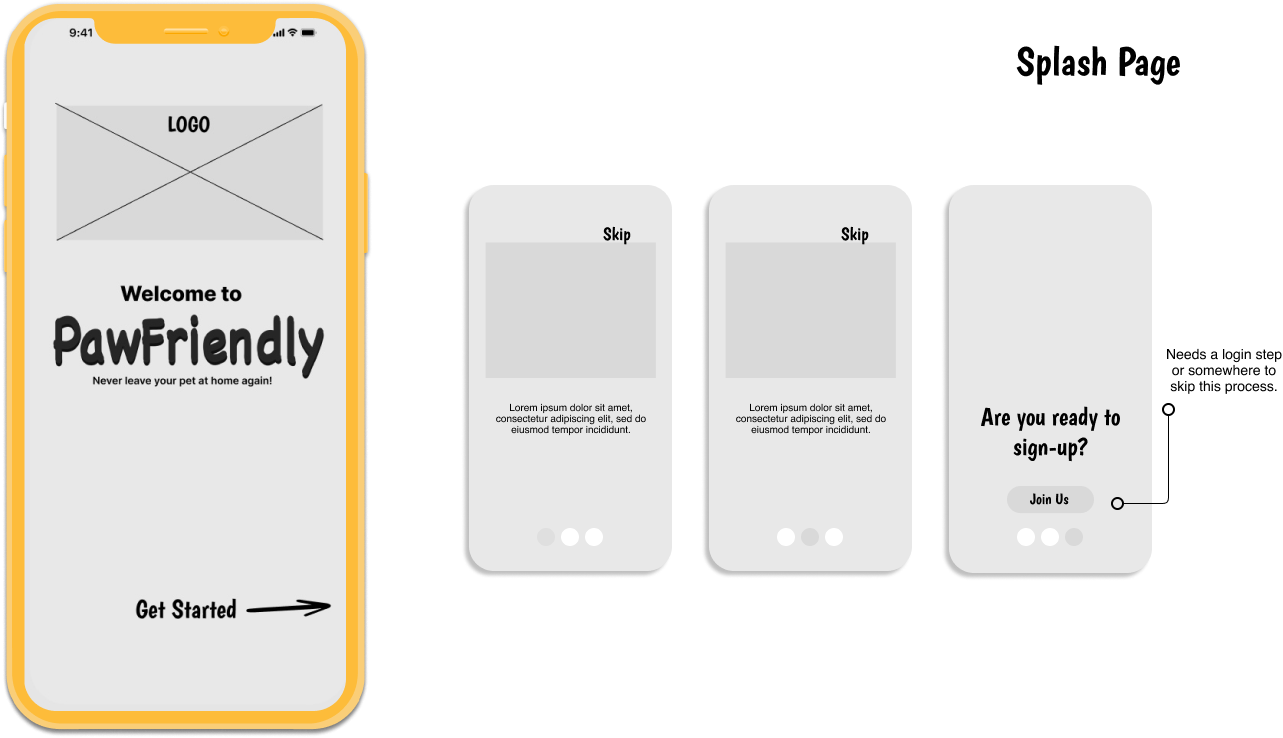 9:41
LOGO
Welcome to
PawFriendly
Never leave your pet at home again!
Get Started
Splash Page
Skip
Lorem ipsum dolor sit amet,
consectetur adipiscing elit, sed do
eiusmod tempor incididunt.
Skip
Lorem ipsum dolor sit amet,
consectetur adipiscing elit, sed do
eiusmod tempor incididunt.
Are you ready to
sign-up?
Join Us
Needs a login step
or somewhere to
skip this process.